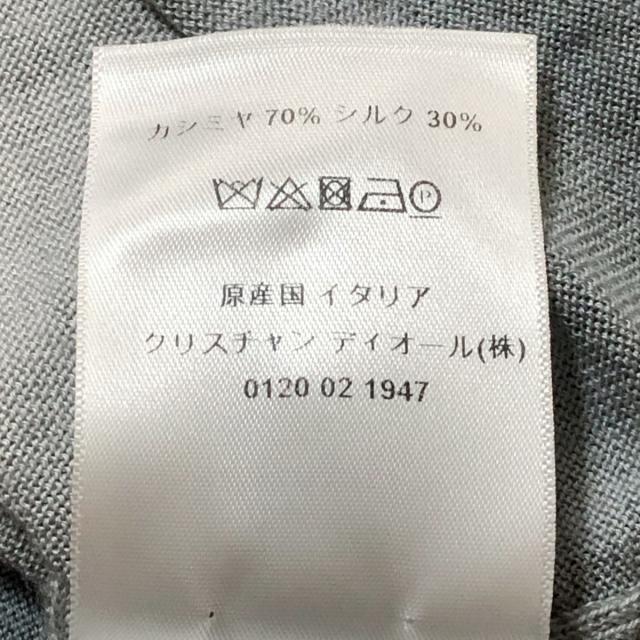 カシミヤ 70% シルク 30%
P
原産国 イタリア
クリスチャン ディオール(株)
0120 02 1947